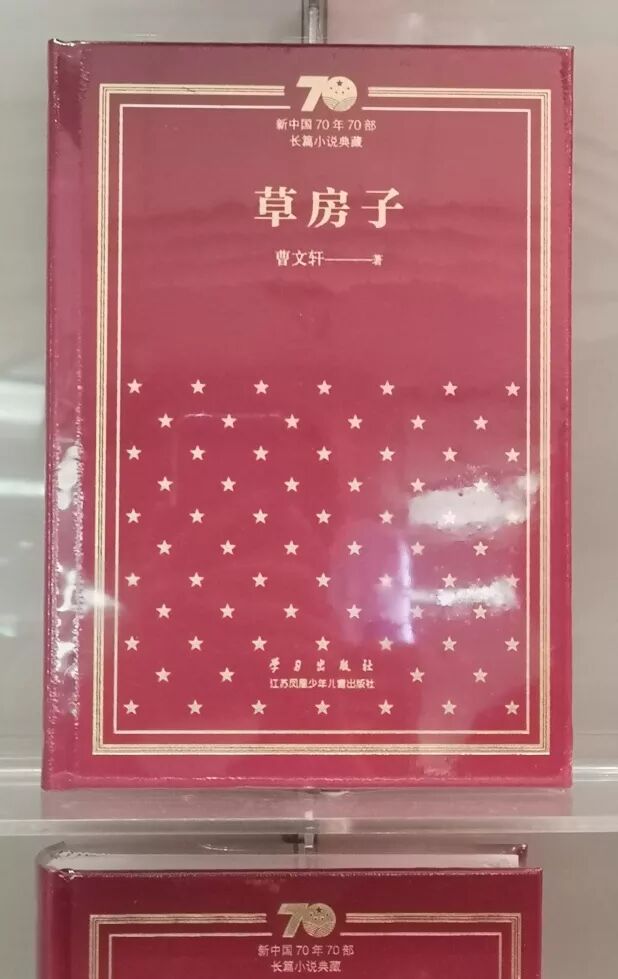 70
新中国70年70部
长篇小说典藏
草房子
曹文轩——著
学习出版社
江苏凤凰少年儿童出版社
70
新中国70年70部
长篇小说典藏